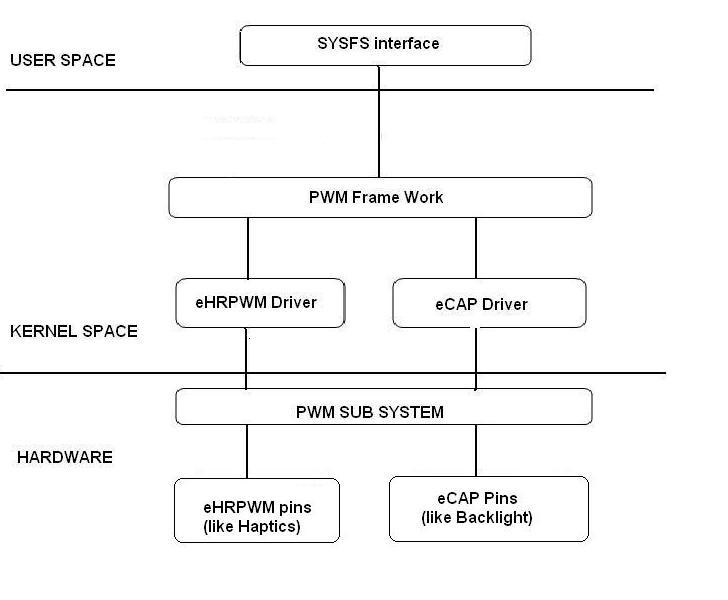 SYSFS interface
USER SPACE
PWM Frame Work
eHRPWM Driver
eCAP Driver
KERNEL SPACE
PWM SUB SYSTEM
HARDWARE
eHRPWM pins
(like Haptics)
eCAP Pins
(like Backlight)